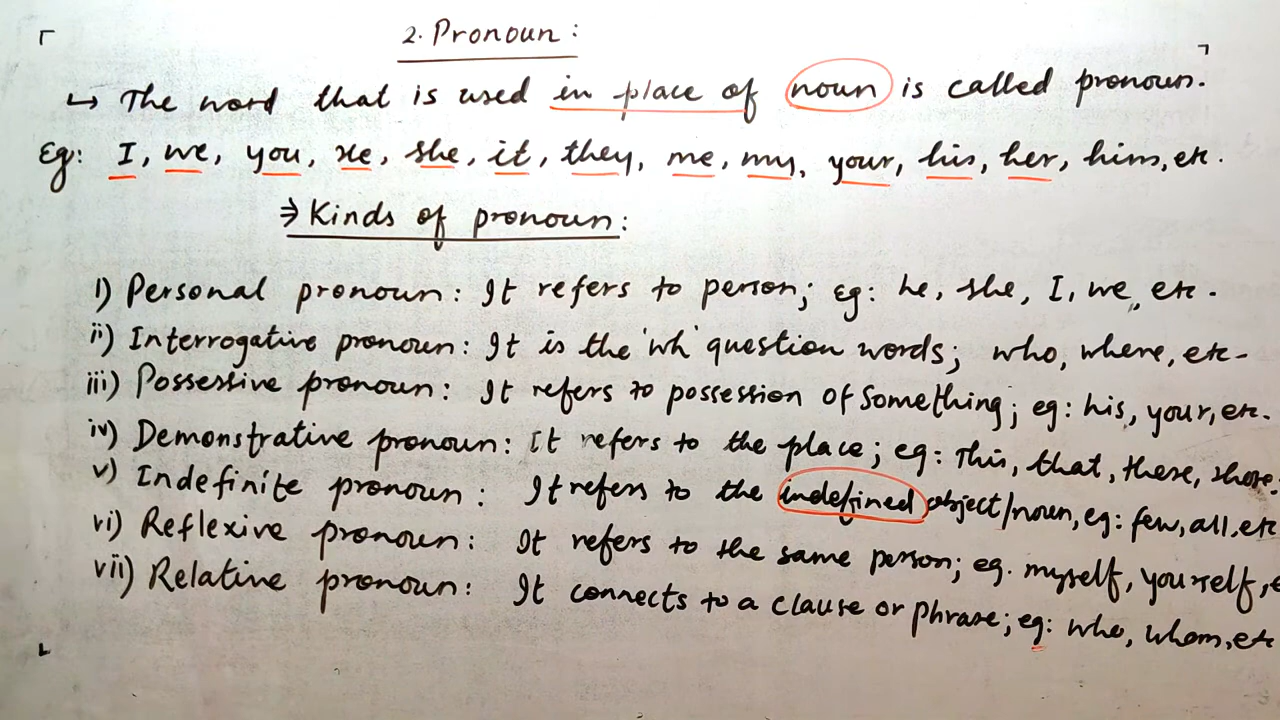 2. Pronoun:
↳ The word that is used in place of noun is called pronoun.
Eg: I, we, you, he, she, it, they, me, my, your, his, her, him, etc.
⇒ Kinds of pronoun:
i) Personal pronoun: It refers to person; eg: he, she, I, we, etc.
ii) Interrogative pronoun: It is the 'wh' question words; who, where, etc-
iii) Possessive pronoun: It refers to possession of Something; eg: his, your, etc.
iv) Demonstrative pronoun: It refers to the place; eg: This, that, these, those.
v) Indefinite pronoun: It refers to the indefined object/noun, eg: few, all, etc
vi) Reflexive pronoun: It refers to the same person; eg. myself, yourself,
vii) Relative pronoun: It connects to a clause or phrase; eg: who, whom, etc